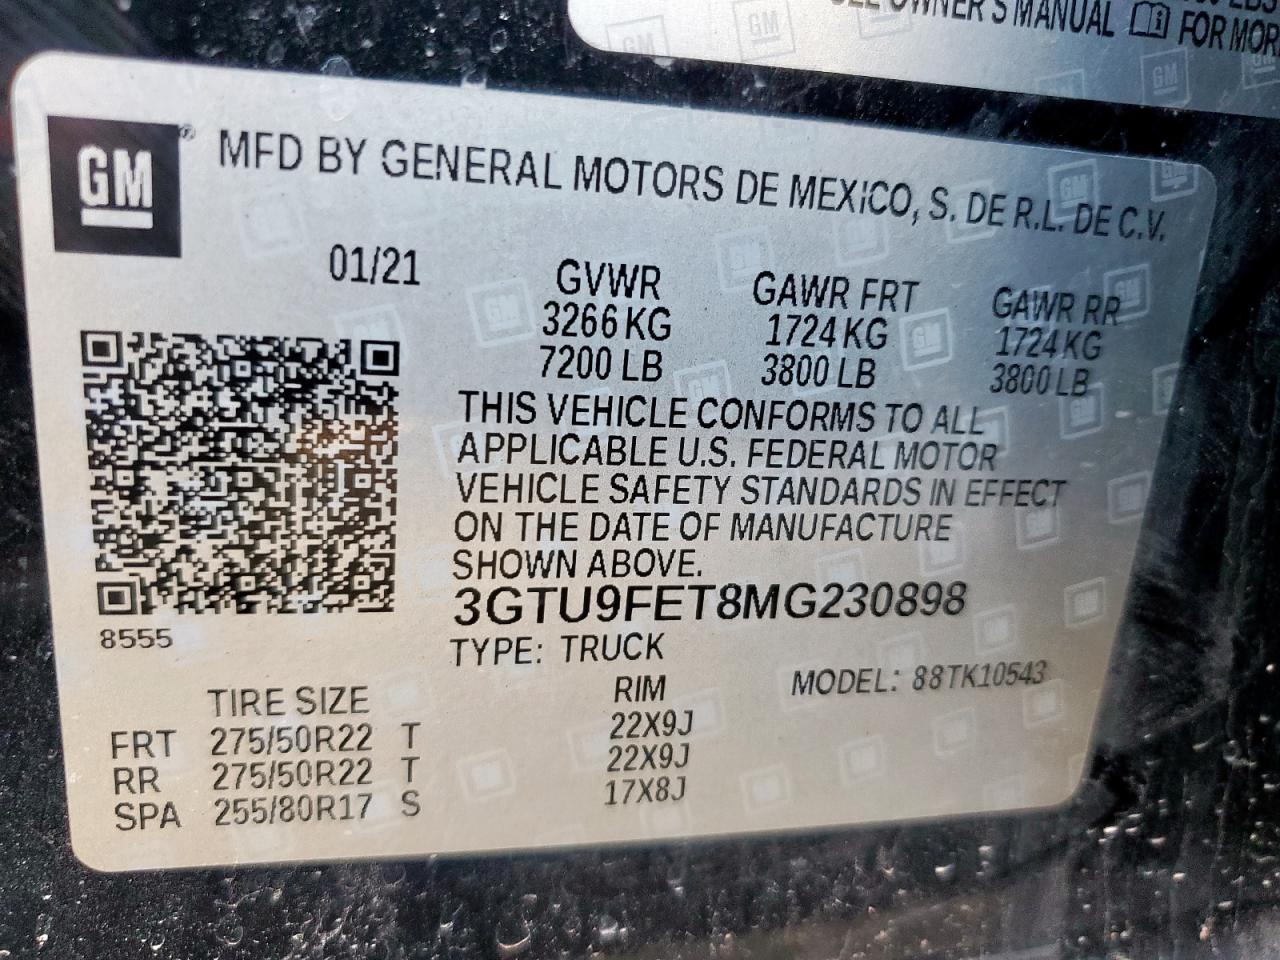 SEE OWNER'S MANUAL FOR MOR
GM
MFD BY GENERAL MOTORS DE MEXICO, S. DE R.L. DE C.V.
01/21
GVWR GAWR FRT GAWR RR
3266 KG 1724 KG 1724 KG
7200 LB 3800 LB 3800 LB
THIS VEHICLE CONFORMS TO ALL
APPLICABLE U.S. FEDERAL MOTOR
VEHICLE SAFETY STANDARDS IN EFFECT
ON THE DATE OF MANUFACTURE
SHOWN ABOVE.
3GTU9FET8MG230898
8555
TYPE: TRUCK
MODEL: 88TK10543
TIRE SIZE RIM
FRT 275/50R22 T 22X9J
RR 275/50R22 T 22X9J
SPA 255/80R17 S 17X8J